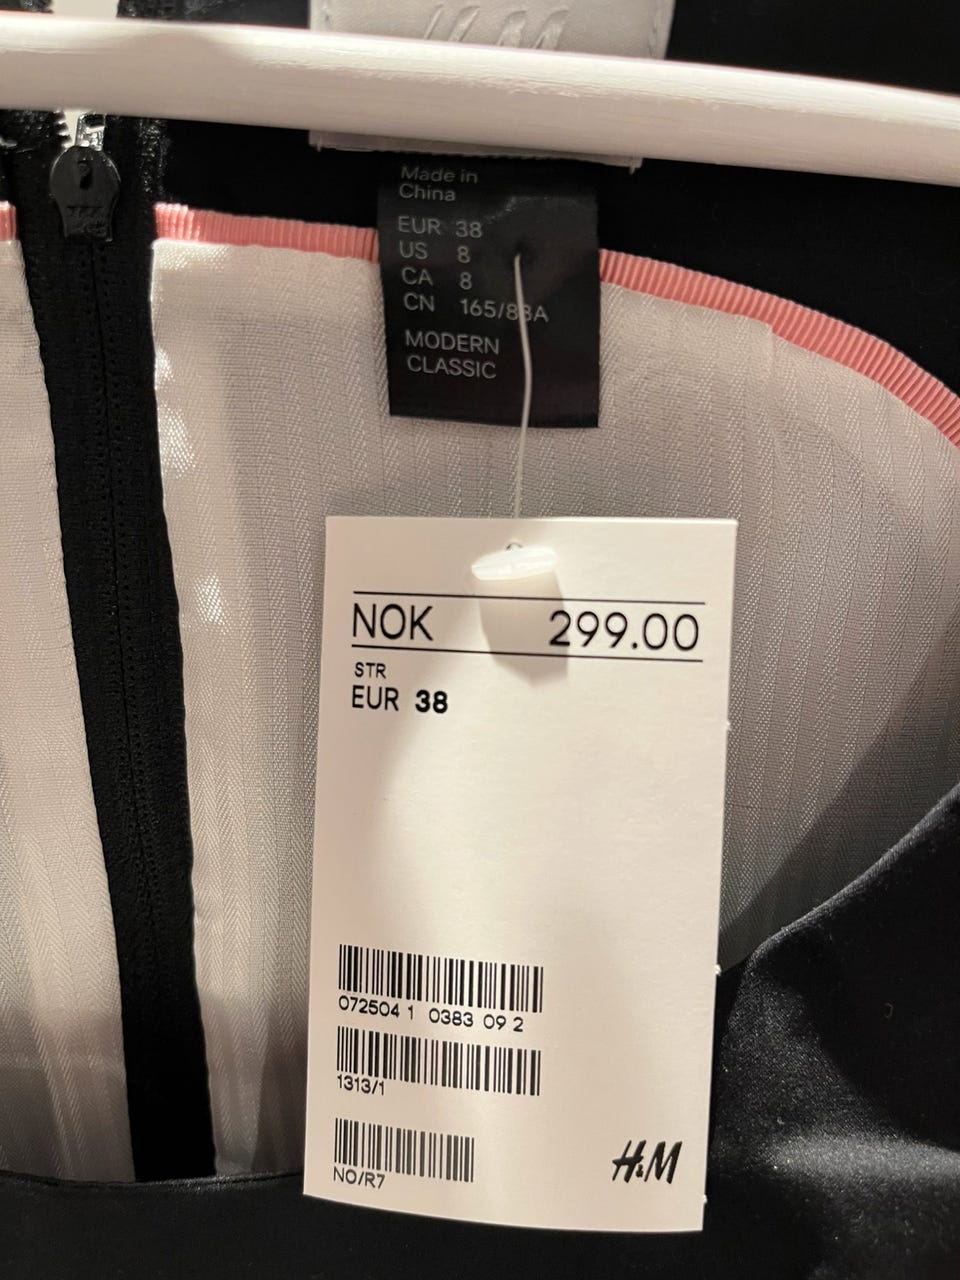 H&M
Made in
China
EUR 38
US 8
CA 8
CN 165/88A
MODERN
CLASSIC
NOK 299.00
STR
EUR 38
072504 1 0383 09 2
1313/1
NO/R7
H&M